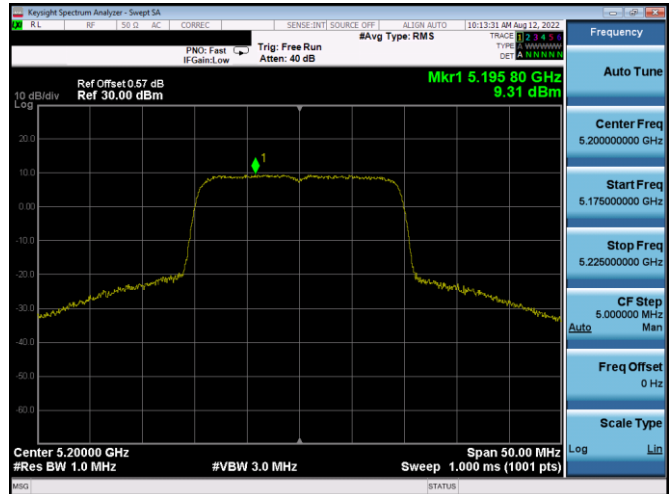 Keysight Spectrum Analyzer - Swept SA
RL RF 50 Ω AC CORREC SENSE:INT SOURCE OFF ALIGN AUTO 10:13:31 AM Aug 12, 2022
#Avg Type: RMS
TRACE 1 2 3 4 5 6
TYPE A WWWWW
DET A N N N N N
PNO: Fast
IFGain:Low
Trig: Free Run
Atten: 40 dB
Mkr1 5.195 80 GHz
9.31 dBm
Ref Offset 0.57 dB
Ref 30.00 dBm
10 dB/div
Log
20.0
10.0
0.00
-10.0
-20.0
-30.0
-40.0
-50.0
-60.0
1
Center 5.20000 GHz
Span 50.00 MHz
#Res BW 1.0 MHz
#VBW 3.0 MHz
Sweep 1.000 ms (1001 pts)
MSG
STATUS
Frequency
Auto Tune
Center Freq
5.200000000 GHz
Start Freq
5.175000000 GHz
Stop Freq
5.225000000 GHz
CF Step
5.000000 MHz
Auto Man
Freq Offset
0 Hz
Scale Type
Log Lin